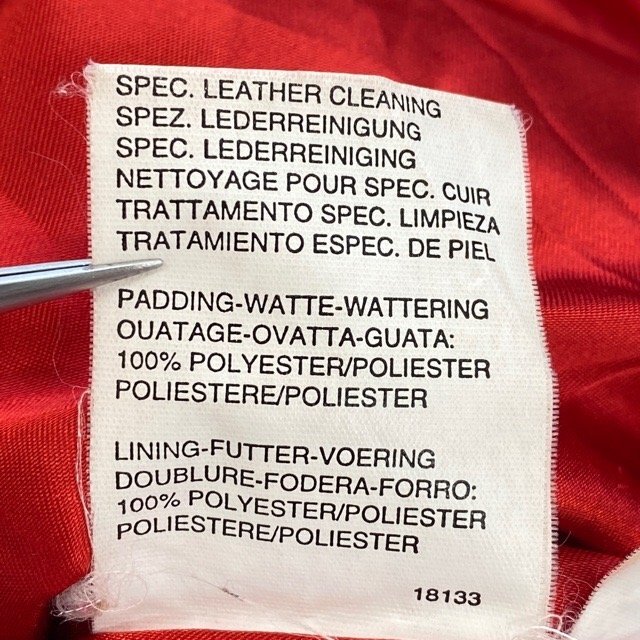 SPEC. LEATHER CLEANING
SPEZ. LEDERREINIGUNG
SPEC. LEDERREINIGING
NETTOYAGE POUR SPEC. CUIR
TRATTAMENTO SPEC. LIMPIEZA
TRATAMIENTO ESPEC. DE PIEL
PADDING-WATTE-WATTERING
OUATAGE-OVATTA-GUATA:
100% POLYESTER/POLIESTER
POLIESTERE/POLIESTER
LINING-FUTTER-VOERING
DOUBLURE-FODERA-FORRO:
100% POLYESTER/POLIESTER
POLIESTERE/POLIESTER
18133